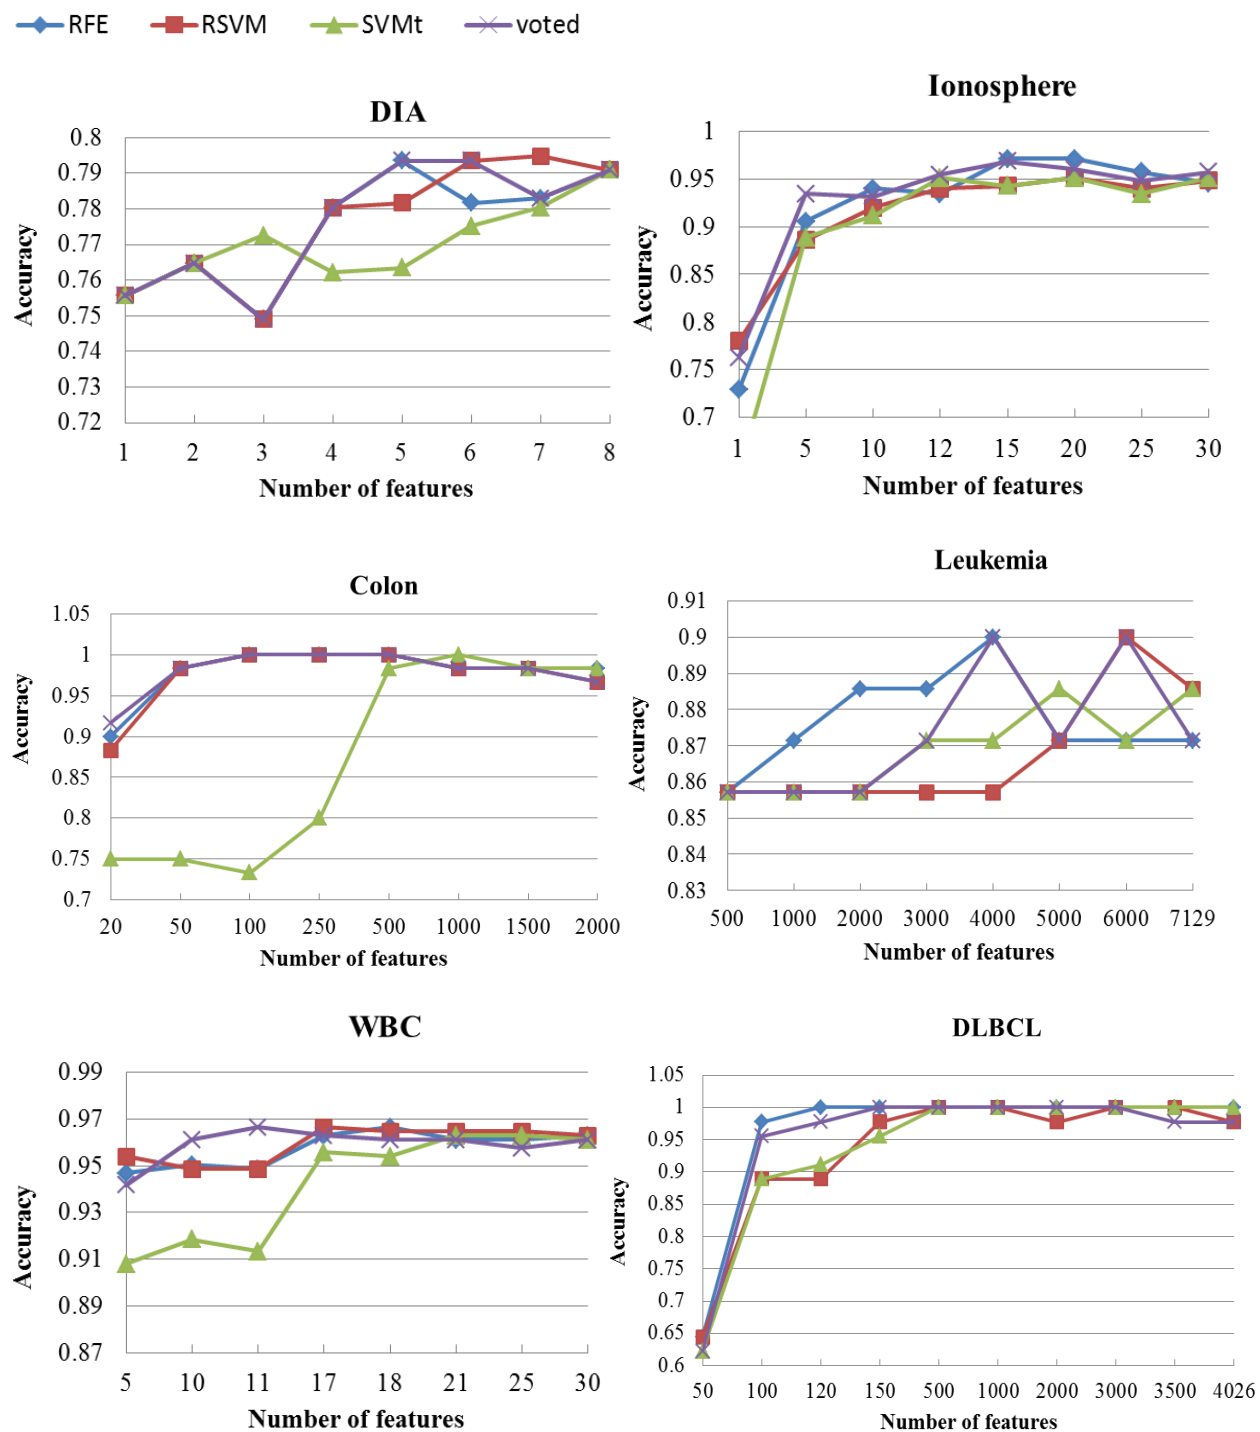 RFE RSVM SVMt voted
DIA
0.8
0.79
0.78
0.77
0.76
0.75
0.74
0.73
0.72
Accuracy
1 2 3 4 5 6 7 8
Number of features
Ionosphere
1
0.95
0.9
0.85
0.8
0.75
0.7
Accuracy
1 5 10 12 15 20 25 30
Number of features
Colon
1.05
1
0.95
0.9
0.85
0.8
0.75
0.7
Accuracy
20 50 100 250 500 1000 1500 2000
Number of features
Leukemia
0.91
0.9
0.89
0.88
0.87
0.86
0.85
0.84
0.83
Accuracy
500 1000 2000 3000 4000 5000 6000 7129
Number of features
WBC
0.99
0.97
0.95
0.93
0.91
0.89
0.87
Accuracy
5 10 11 17 18 21 25 30
Number of features
DLBCL
1.05
1
0.95
0.9
0.85
0.8
0.75
0.7
0.65
0.6
Accuracy
50 100 120 150 500 1000 2000 3000 3500 4026
Number of features